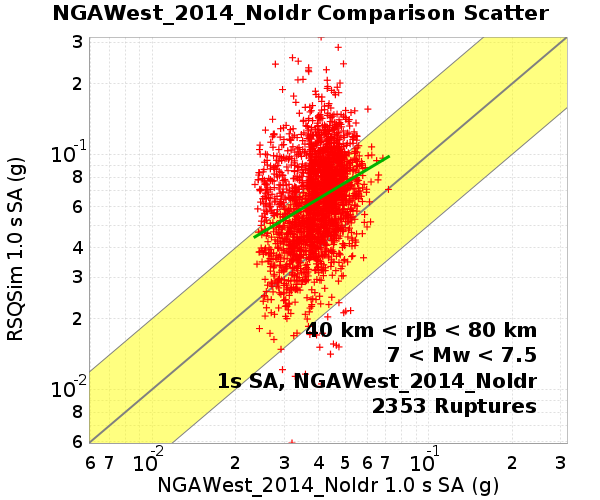 NGAWest_2014_NoIdr Comparison Scatter
RSQSim 1.0 s SA (g)
3
2
10-1
8
6
4
3
2
10-2
8
6
40 km < rJB < 80 km
7 < Mw < 7.5
1s SA, NGAWest_2014_NoIdr
2353 Ruptures
6 7 10-2 2 3 4 5 6 7 10-1 2 3
NGAWest_2014_NoIdr 1.0 s SA (g)